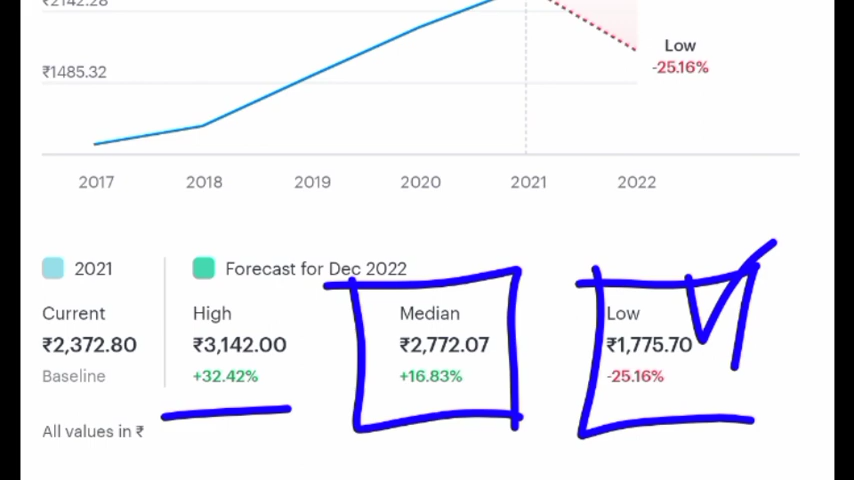 ₹2142.28
Low
-25.16%
₹1485.32
2017 2018 2019 2020 2021 2022
2021 Forecast for Dec 2022
Current High Median Low
₹2,372.80 ₹3,142.00 ₹2,772.07 ₹1,775.70
Baseline +32.42% +16.83% -25.16%
All values in ₹